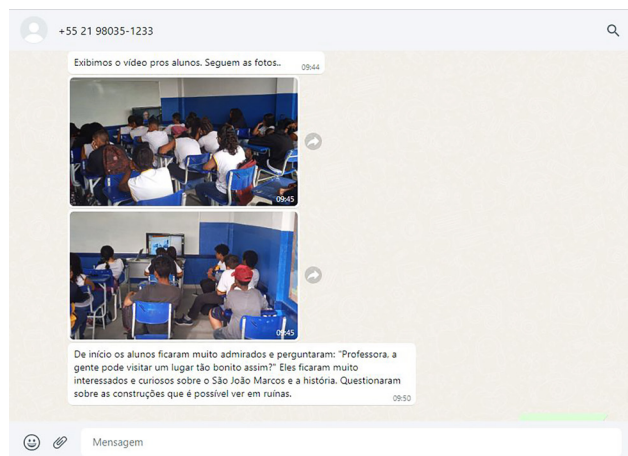 +55 21 98035-1233
Exibimos o vídeo pros alunos. Seguem as fotos..
09:44
09:45
09:45
De início os alunos ficaram muito admirados e perguntaram: "Professora, a
gente pode visitar um lugar tão bonito assim?" Eles ficaram muito
interessados e curiosos sobre o São João Marcos e a história. Questionaram
sobre as construções que é possível ver em ruínas.
09:50
Mensagem